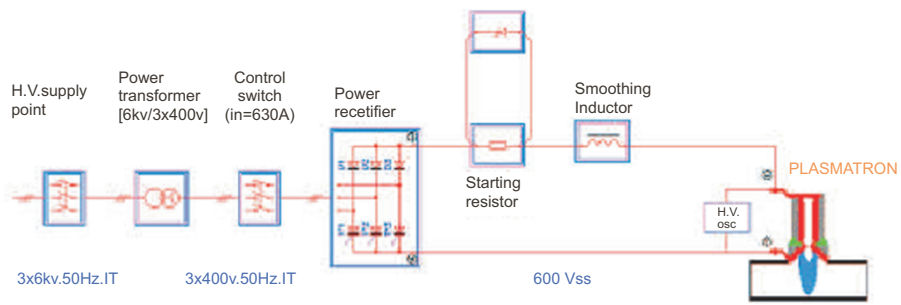 H.V.supply
point
Power
transformer
[6kv/3x400v]
Control
switch
(in=630A)
Power
recetifier
Starting
resistor
Smoothing
Inductor
PLASMATRON
H.V.
osc
3x6kv.50Hz.IT
3x400v.50Hz.IT
600 Vss